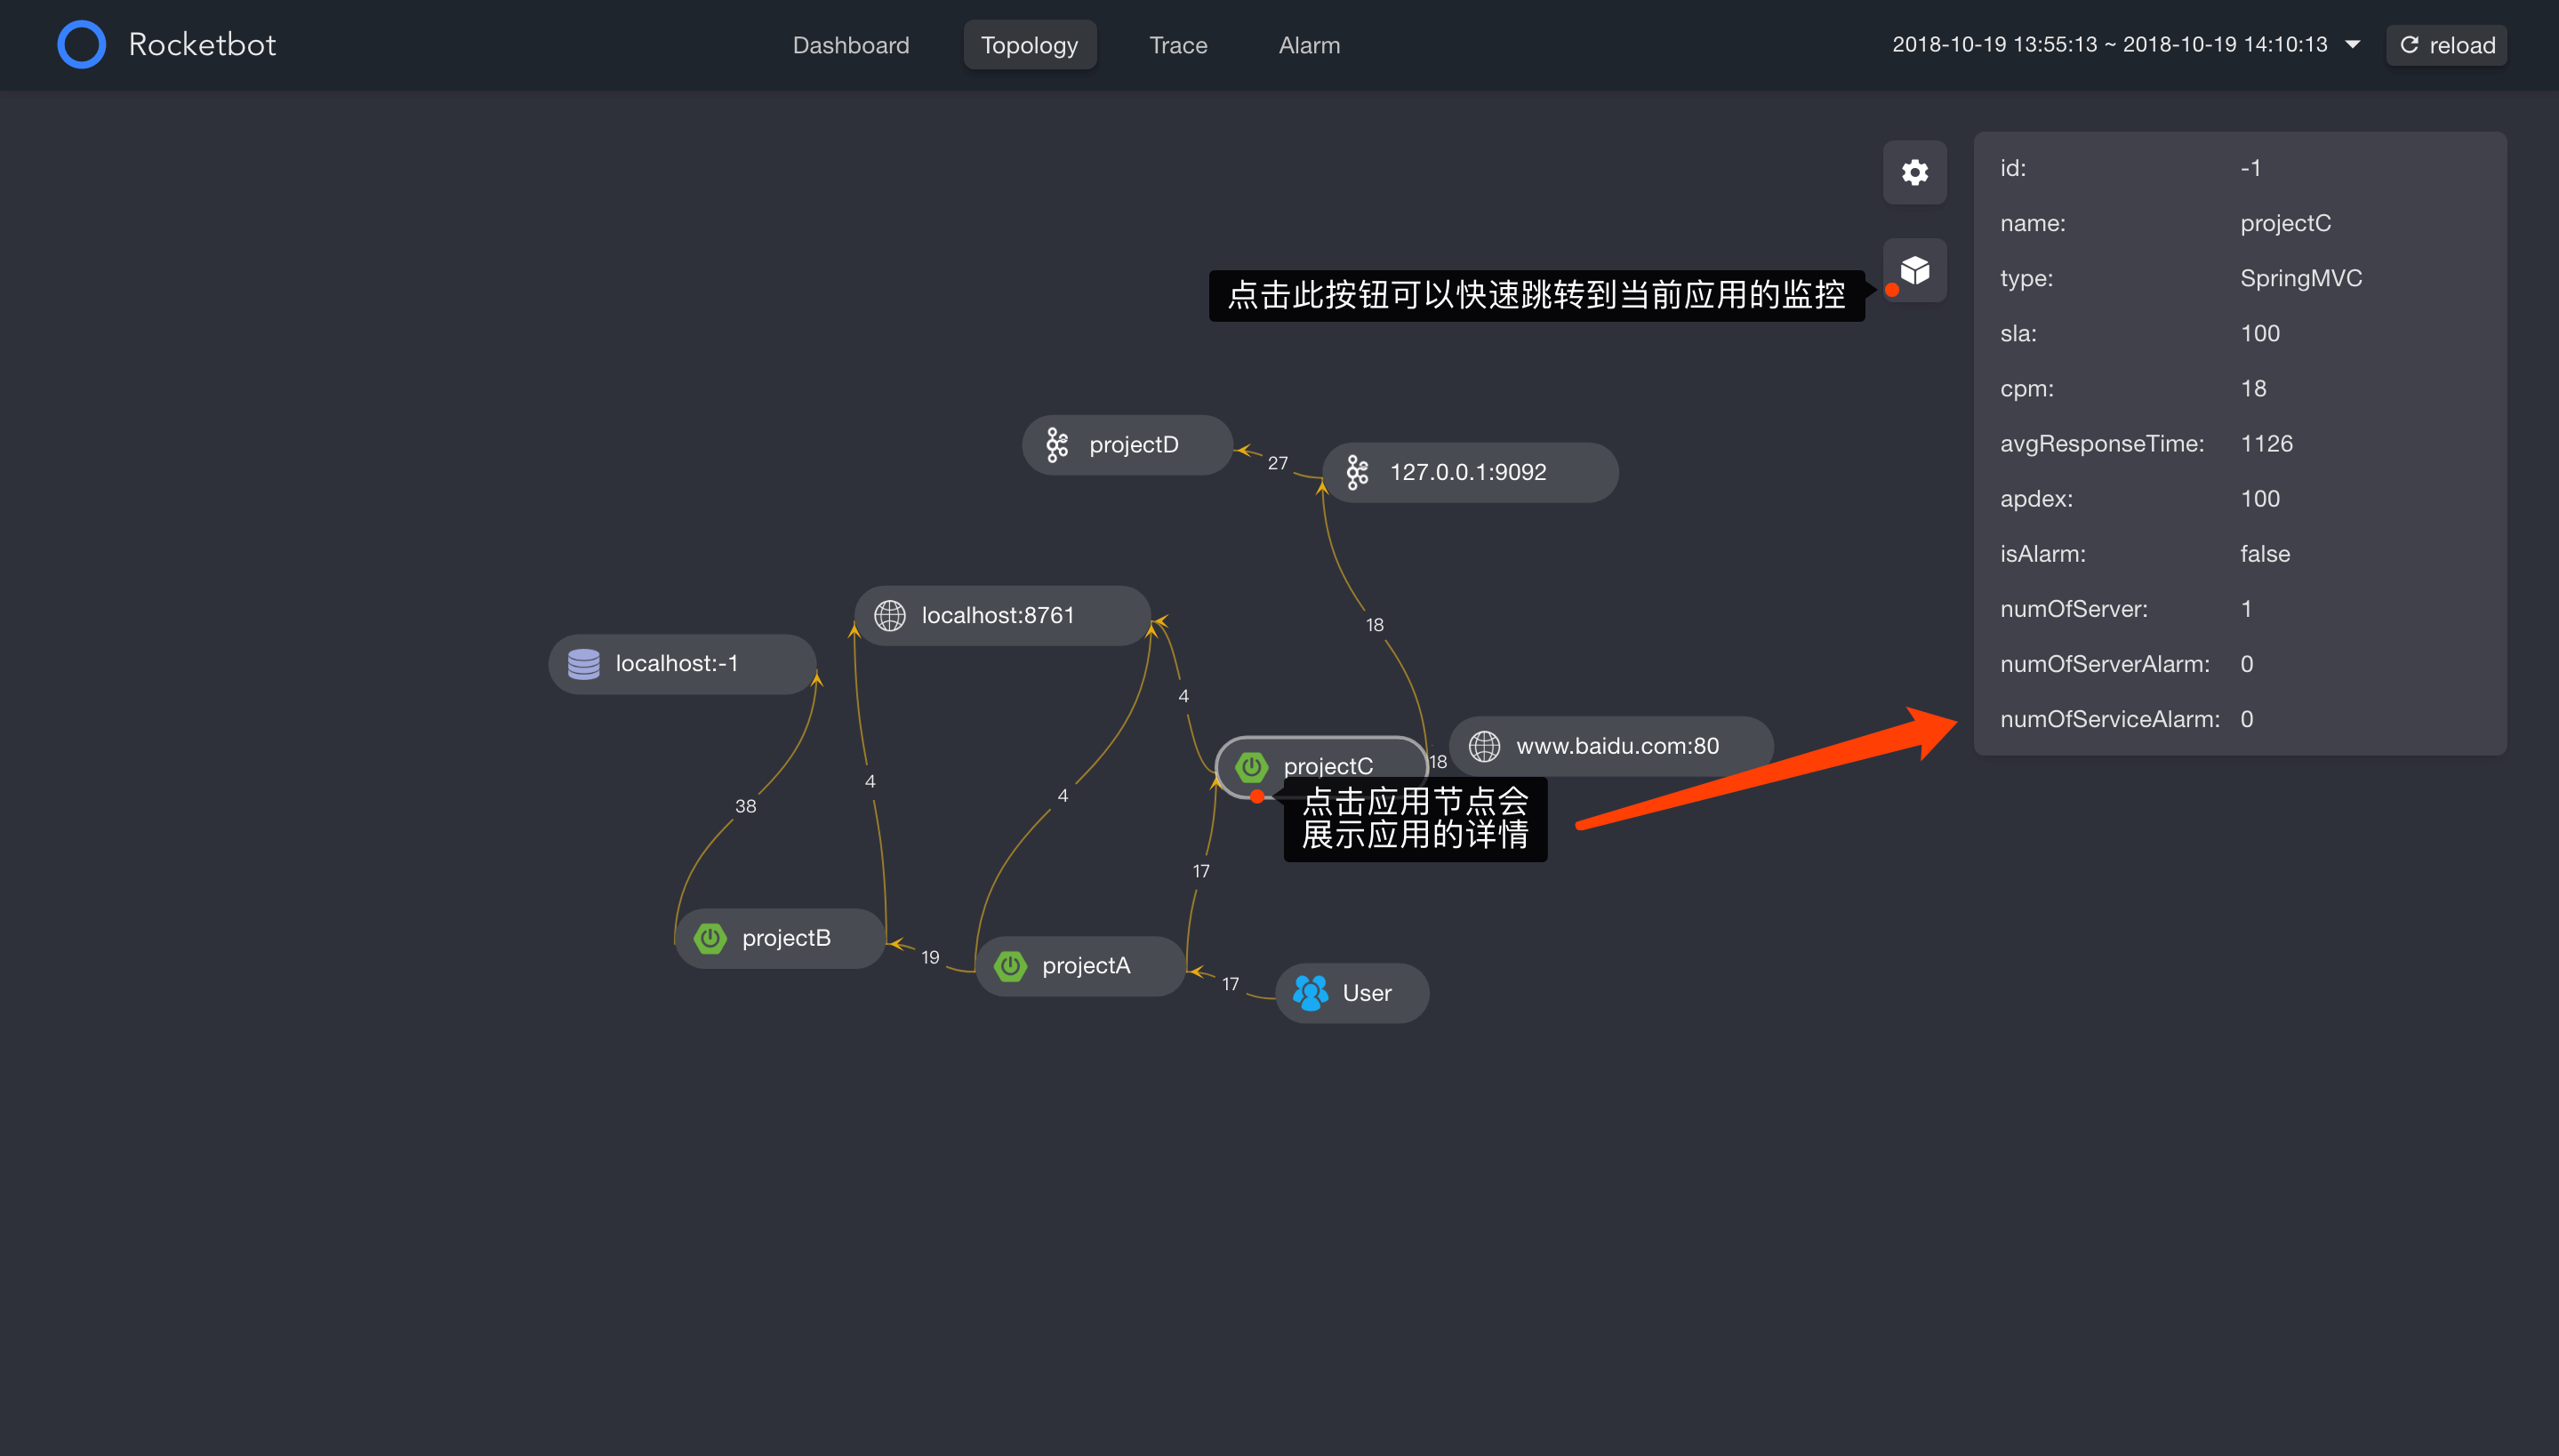 Rocketbot
Dashboard
Topology
Trace
Alarm
2018-10-19 13:55:13 ~ 2018-10-19 14:10:13
reload
id: -1
name: projectC
type: SpringMVC
sla: 100
cpm: 18
avgResponseTime: 1126
apdex: 100
isAlarm: false
numOfServer: 1
numOfServerAlarm: 0
numOfServiceAlarm: 0
点击此按钮可以快速跳转到当前应用的监控
projectD
27
127.0.0.1:9092
18
localhost:8761
localhost:-1
4
projectC
18
www.baidu.com:80
点击应用节点会
展示应用的详情
38
4
4
17
projectB
19
projectA
17
User